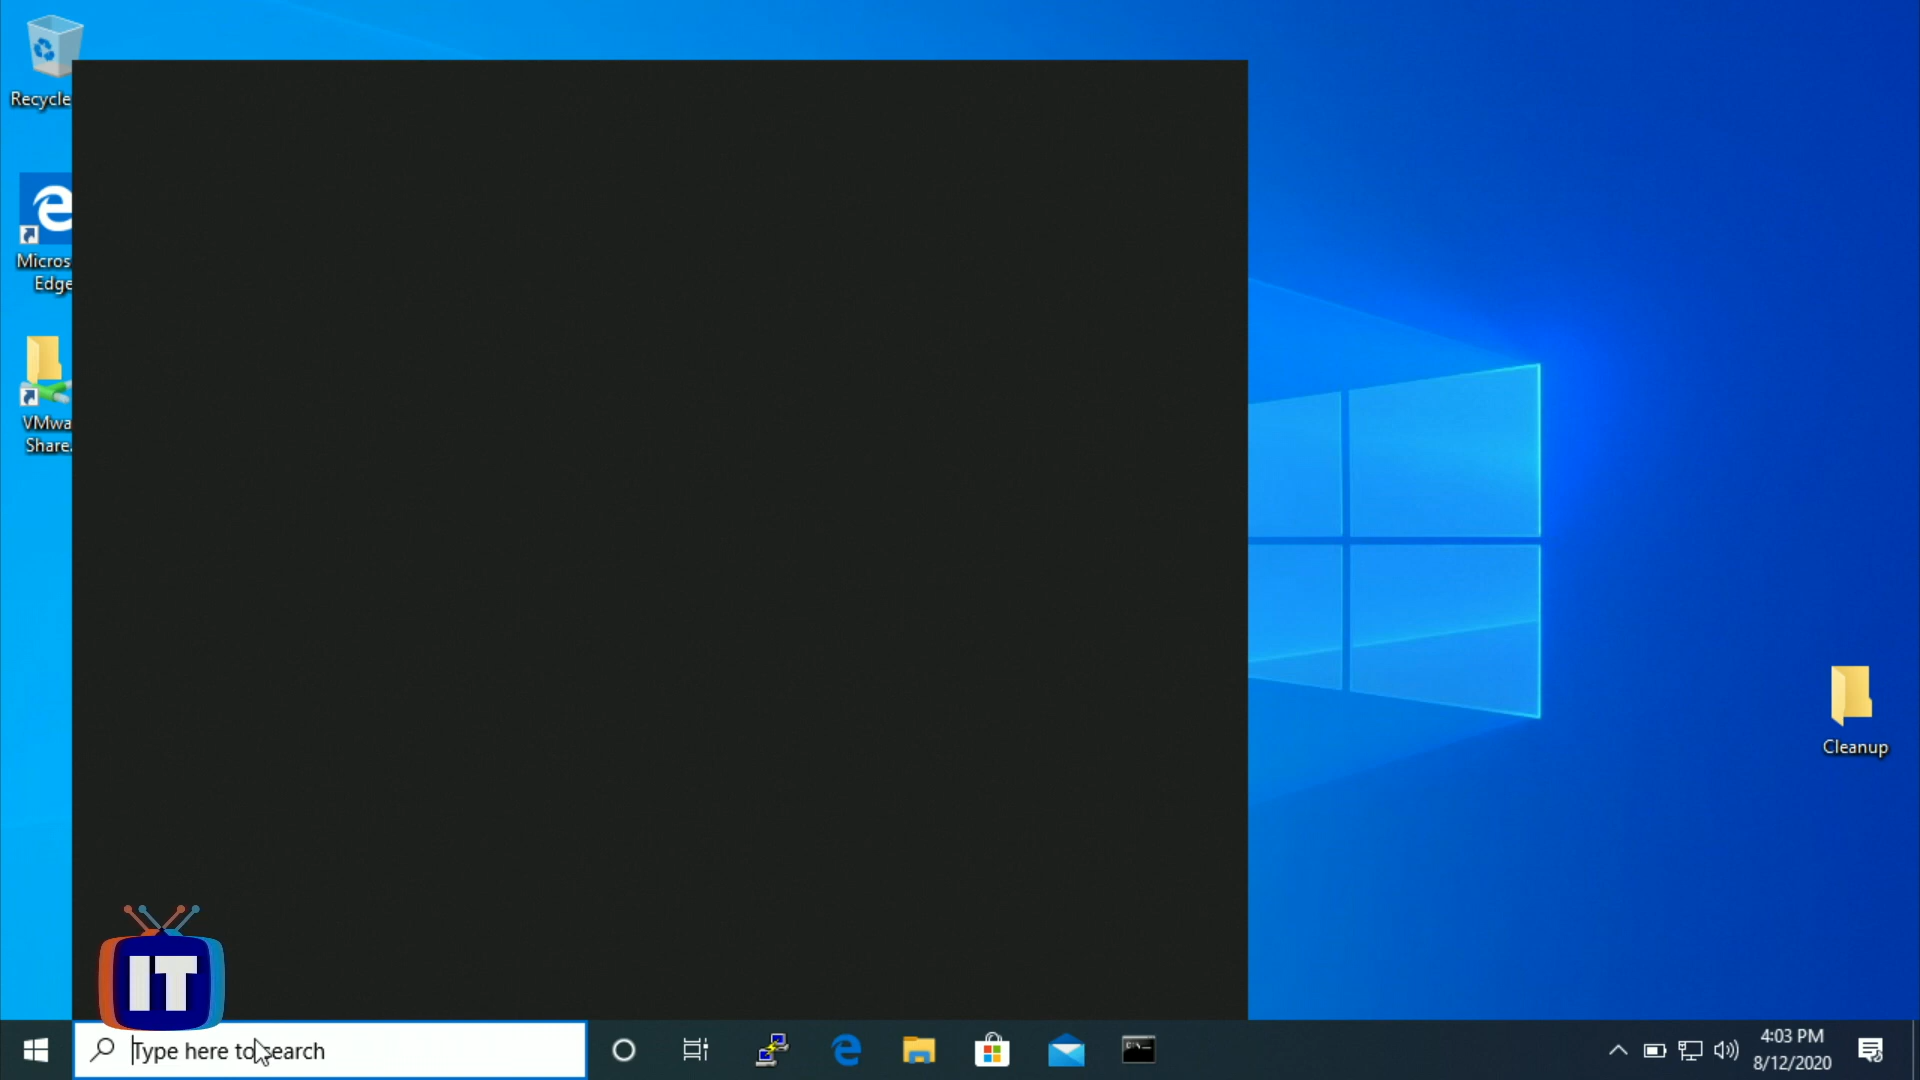 Recycle
Micros
Edge
VMwa
Share
Cleanup
IT
Type here to search
4:03 PM
8/12/2020